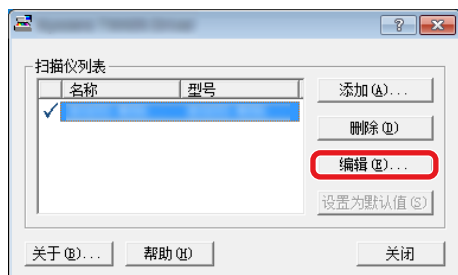 扫描仪列表
名称 型号
添加(A)...
删除(D)
编辑(E)...
设置为默认值(S)
关于(B)... 帮助(H) 关闭